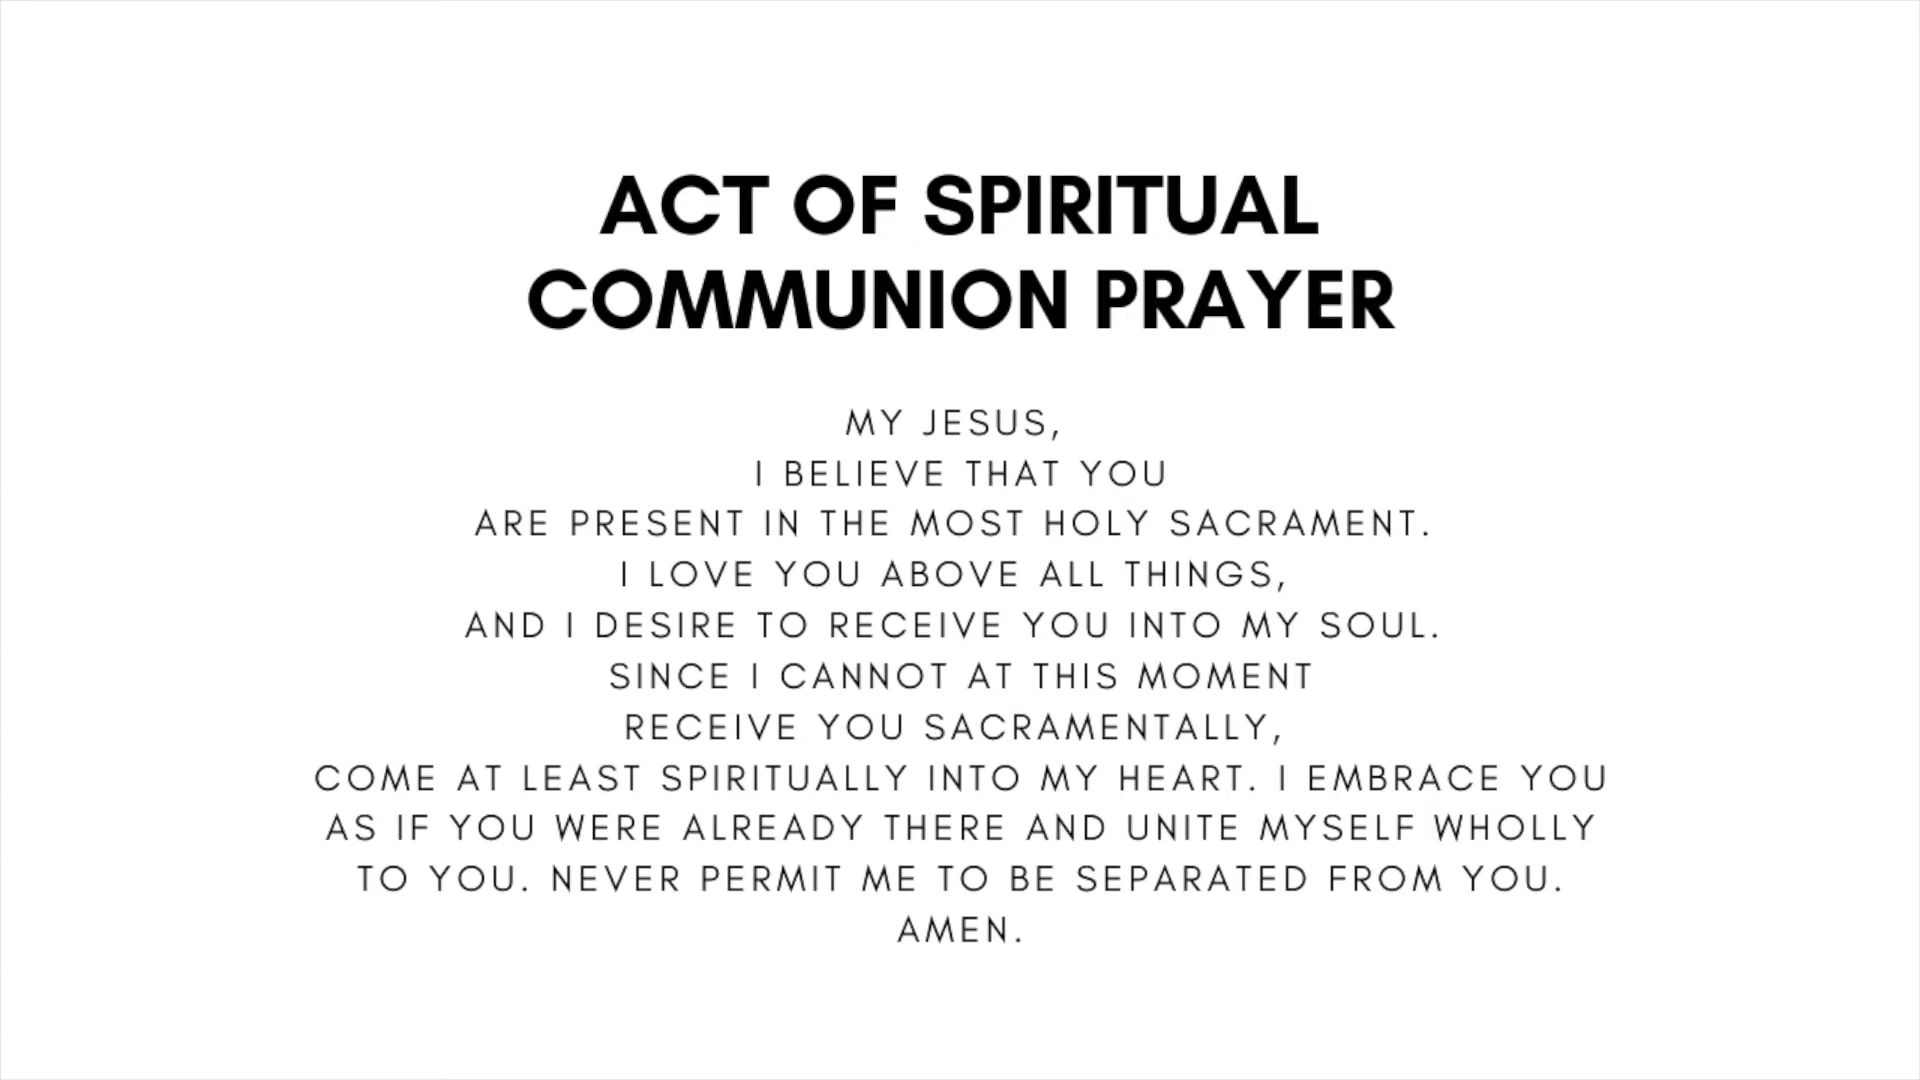 ACT OF SPIRITUAL
COMMUNION PRAYER
MY JESUS,
I BELIEVE THAT YOU
ARE PRESENT IN THE MOST HOLY SACRAMENT.
I LOVE YOU ABOVE ALL THINGS,
AND I DESIRE TO RECEIVE YOU INTO MY SOUL.
SINCE I CANNOT AT THIS MOMENT
RECEIVE YOU SACRAMENTALLY,
COME AT LEAST SPIRITUALLY INTO MY HEART. I EMBRACE YOU
AS IF YOU WERE ALREADY THERE AND UNITE MYSELF WHOLLY
TO YOU. NEVER PERMIT ME TO BE SEPARATED FROM YOU.
AMEN.